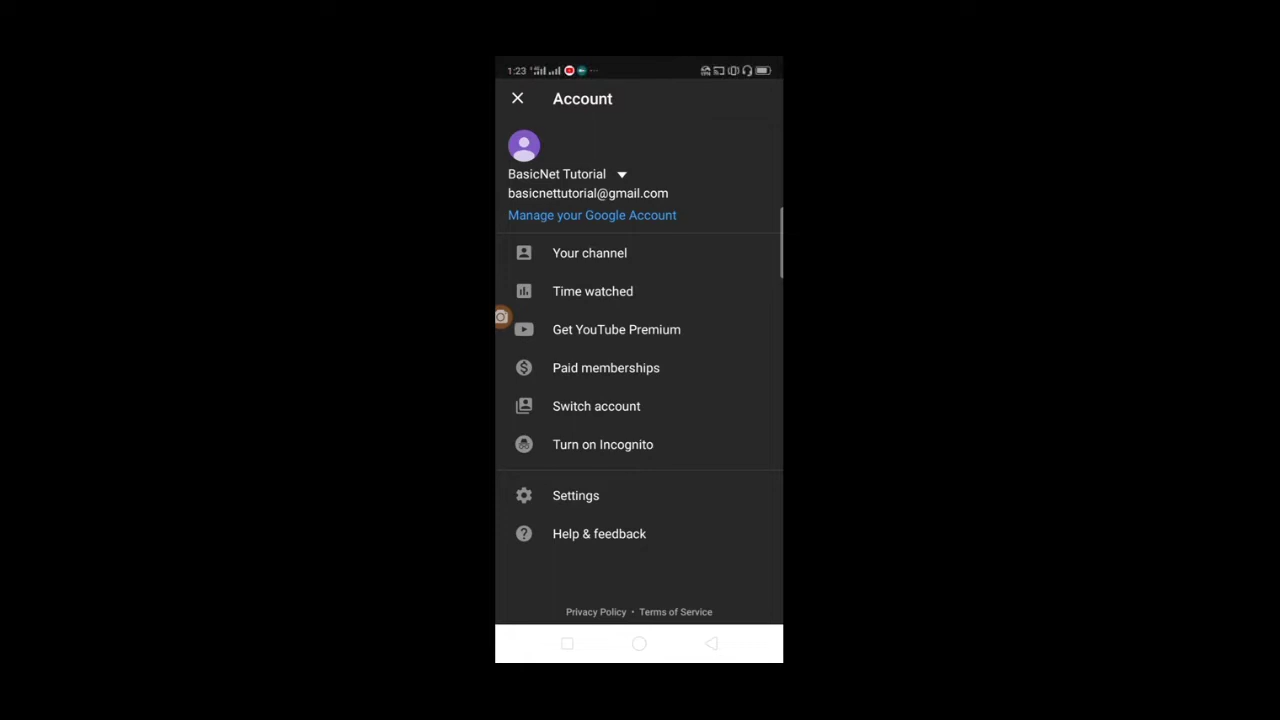 1:23
Account
BasicNet Tutorial
basicnettutorial@gmail.com
Manage your Google Account
Your channel
Time watched
Get YouTube Premium
Paid memberships
Switch account
Turn on Incognito
Settings
Help & feedback
Privacy Policy • Terms of Service